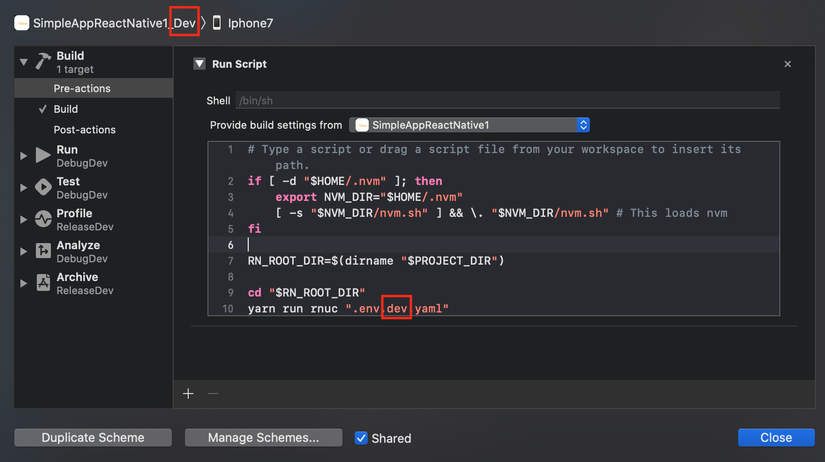 SimpleAppReactNative1_Dev 〉 Iphone7
Build
1 target
Pre-actions
Build
Post-actions
Run
DebugDev
Test
DebugDev
Profile
ReleaseDev
Analyze
DebugDev
Archive
ReleaseDev
Run Script
Shell /bin/sh
Provide build settings from SimpleAppReactNative1
1 # Type a script or drag a script file from your workspace to insert its
path.
2 if [ -d "$HOME/.nvm" ]; then
3 export NVM_DIR="$HOME/.nvm"
4 [ -s "$NVM_DIR/nvm.sh" ] && \. "$NVM_DIR/nvm.sh" # This loads nvm
5 fi
6
7 RN_ROOT_DIR=$(dirname "$PROJECT_DIR")
8
9 cd "$RN_ROOT_DIR"
10 yarn run rnuc ".env.dev.yaml"
Duplicate Scheme
Manage Schemes...
Shared
Close